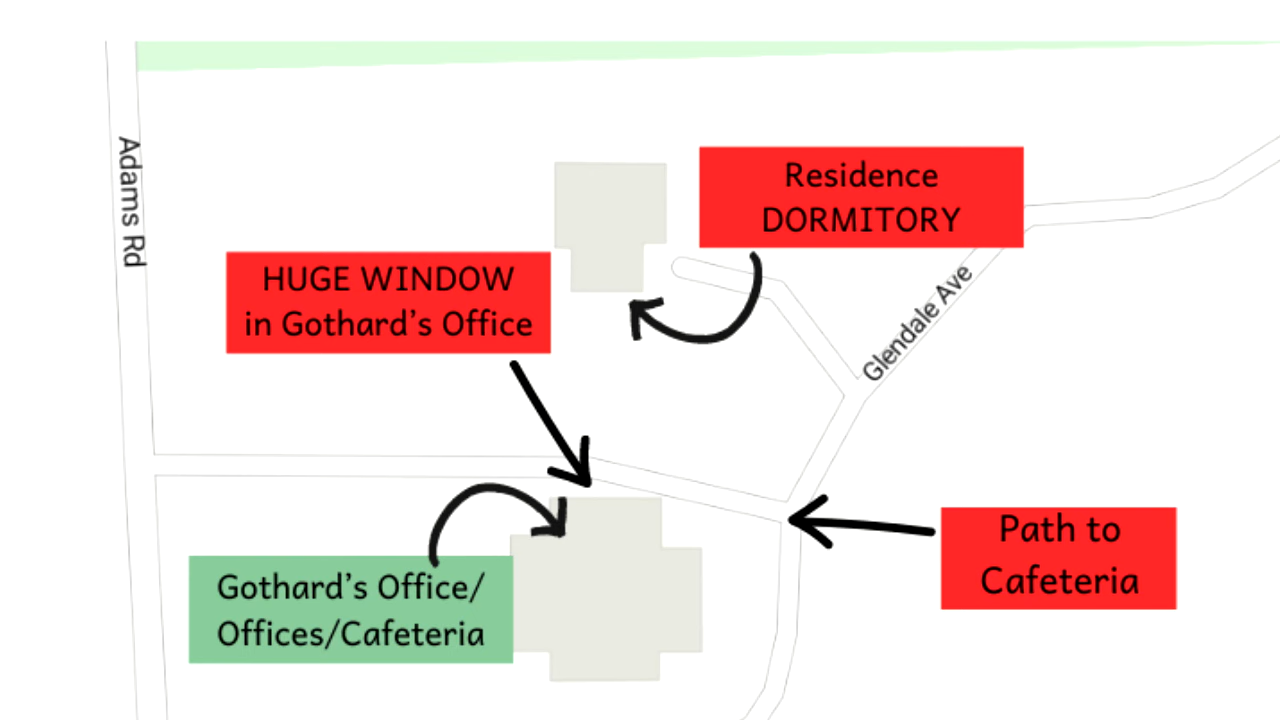 Adams Rd
Residence
DORMITORY
HUGE WINDOW
in Gothard's Office
Glendale Ave
Gothard's Office/
Offices/Cafeteria
Path to
Cafeteria